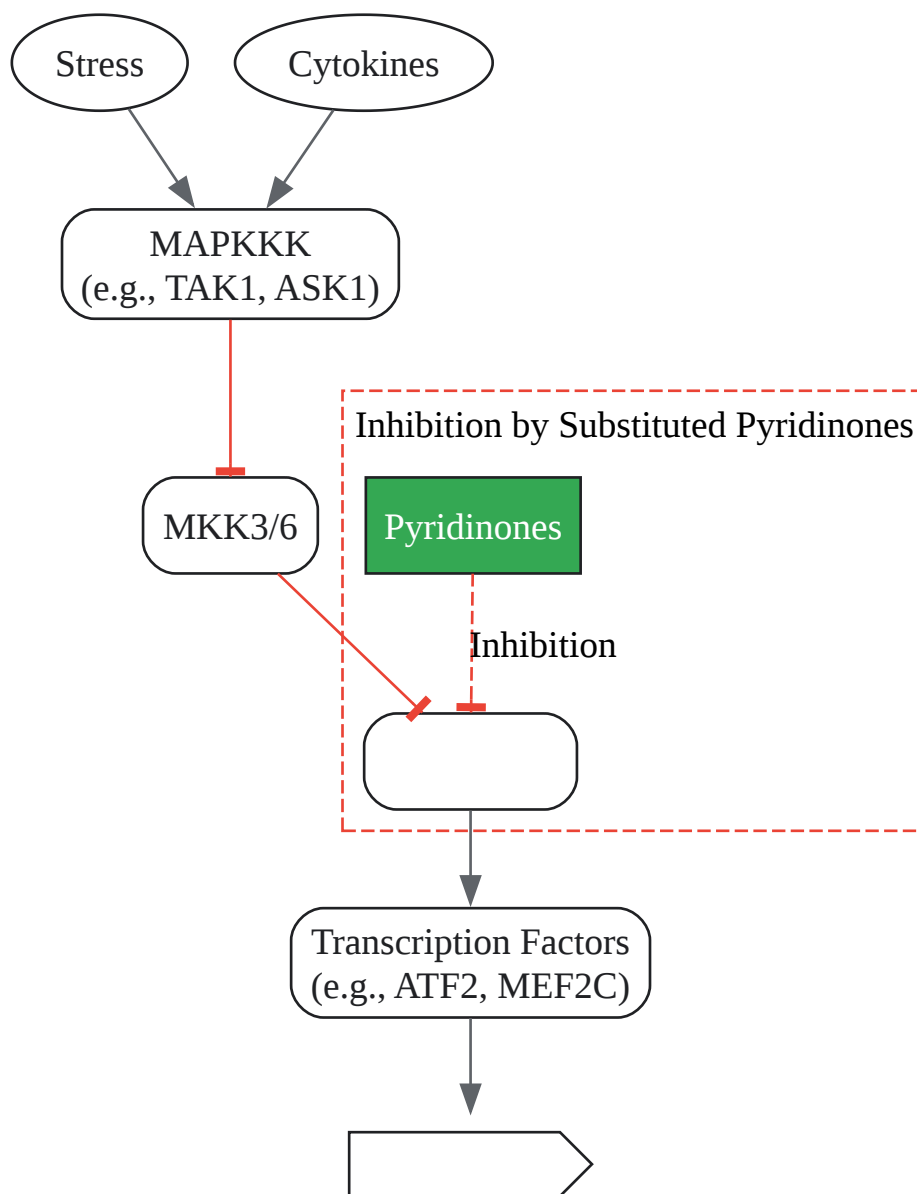 Stress
Cytokines
MAPKKK
(e.g., TAK1, ASK1)
Inhibition by Substituted Pyridinones
MKK3/6
Pyridinones
Inhibition
Transcription Factors
(e.g., ATF2, MEF2C)